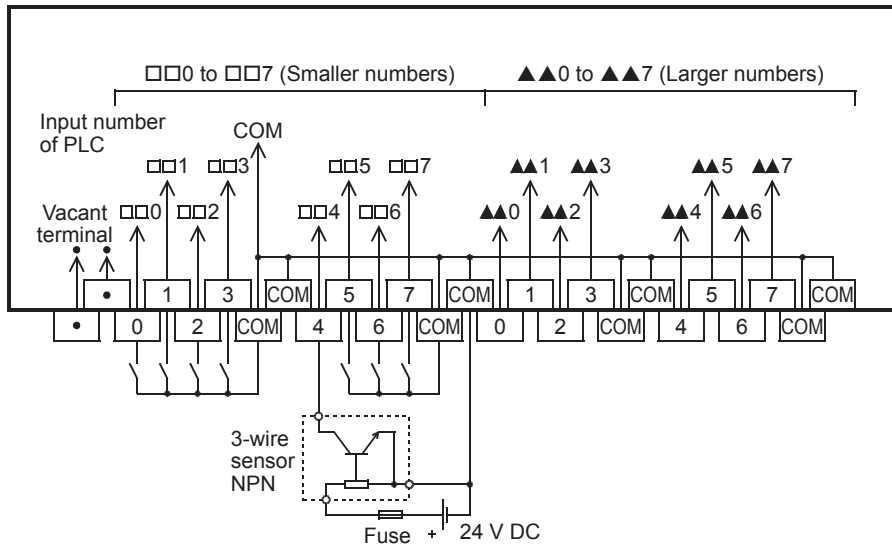 □□0 to □□7 (Smaller numbers) ▲▲0 to ▲▲7 (Larger numbers)
Input number
of PLC
COM
□□1 □□3 □□5 □□7 ▲▲1 ▲▲3 ▲▲5 ▲▲7
Vacant
terminal
□□0 □□2 □□4 □□6 ▲▲0 ▲▲2 ▲▲4 ▲▲6
• •
• 1 3 COM 5 7 COM 1 3 COM 5 7 COM
• 0 2 COM 4 6 COM 0 2 COM 4 6 COM
3-wire
sensor
NPN
Fuse + 24 V DC